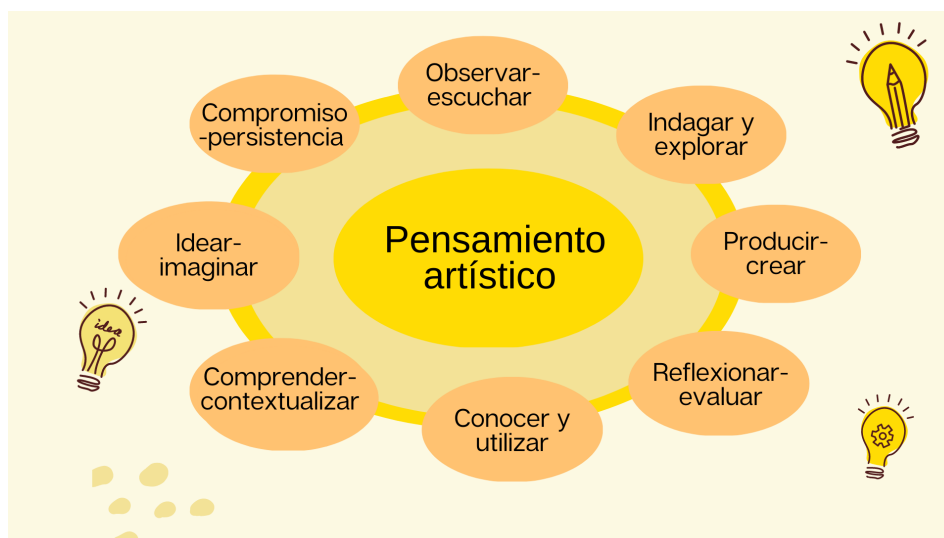 Observar-
escuchar
Compromiso
-persistencia
Indagar y
explorar
Idear-
imaginar
Pensamiento
artístico
Producir-
crear
idea
Comprender-
contextualizar
Reflexionar-
evaluar
Conocer y
utilizar